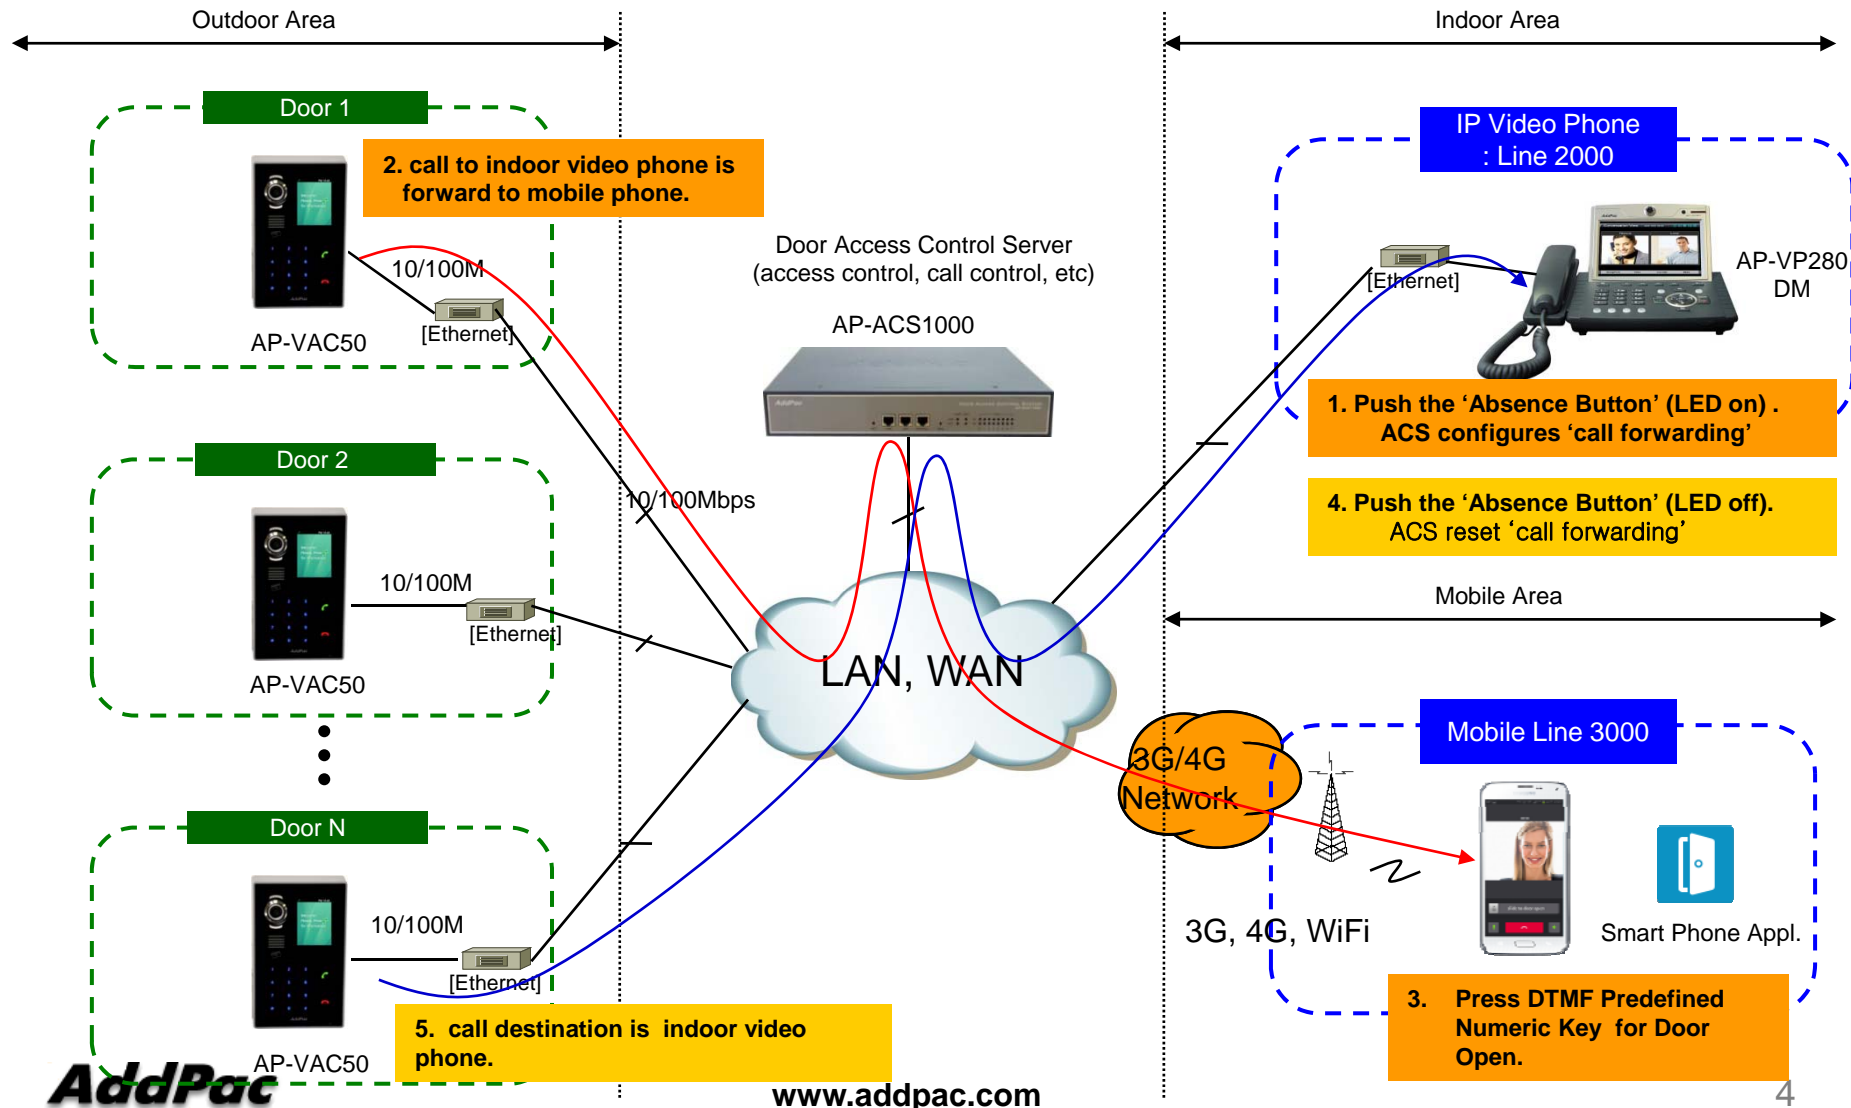 Outdoor Area
Indoor Area
Door 1
2. call to indoor video phone is
forward to mobile phone.
10/100M
[Ethernet]
AP-VAC50
Door Access Control Server
(access control, call control, etc)
AP-ACS1000
AddPac
IP Video Phone
: Line 2000
[Ethernet]
AP-VP280
DM
1. Push the ‘Absence Button’ (LED on) .
ACS configures ‘call forwarding’
4. Push the ‘Absence Button’ (LED off).
ACS reset ‘call forwarding’
Door 2
10/100Mbps
10/100M
[Ethernet]
AP-VAC50
Mobile Area
LAN, WAN
3G/4G
Network
Mobile Line 3000
3G, 4G, WiFi
Smart Phone Appl.
3. Press DTMF Predefined
Numeric Key for Door
Open.
Door N
10/100M
[Ethernet]
AP-VAC50
5. call destination is indoor video
phone.
AddPac
www.addpac.com
4